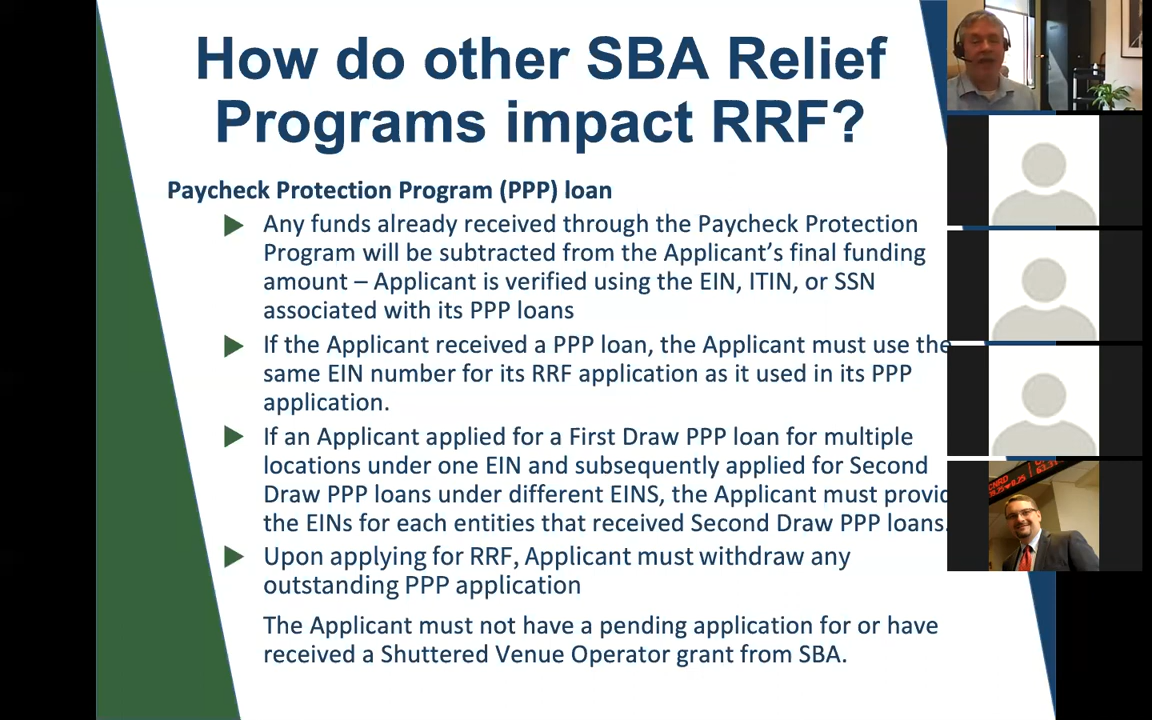 How do other SBA Relief
Programs impact RRF?
Paycheck Protection Program (PPP) loan
Any funds already received through the Paycheck Protection
Program will be subtracted from the Applicant’s final funding
amount – Applicant is verified using the EIN, ITIN, or SSN
associated with its PPP loans
If the Applicant received a PPP loan, the Applicant must use the
same EIN number for its RRF application as it used in its PPP
application.
If an Applicant applied for a First Draw PPP loan for multiple
locations under one EIN and subsequently applied for Second
Draw PPP loans under different EINS, the Applicant must provid
the EINs for each entities that received Second Draw PPP loans.
Upon applying for RRF, Applicant must withdraw any
outstanding PPP application
The Applicant must not have a pending application for or have
received a Shuttered Venue Operator grant from SBA.